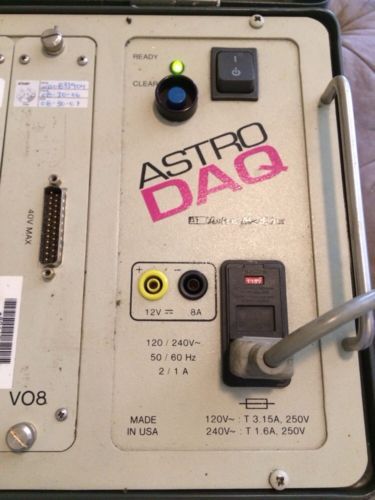 READY
CLEAR
I
ASTRO
DAQ
40V MAX
+
−
12V ⎓ 8A
120 / 240V~
50 / 60 Hz
2 / 1 A
VO8
MADE
IN USA
120V~ : T 3.15A, 250V
240V~ : T 1.6A, 250V